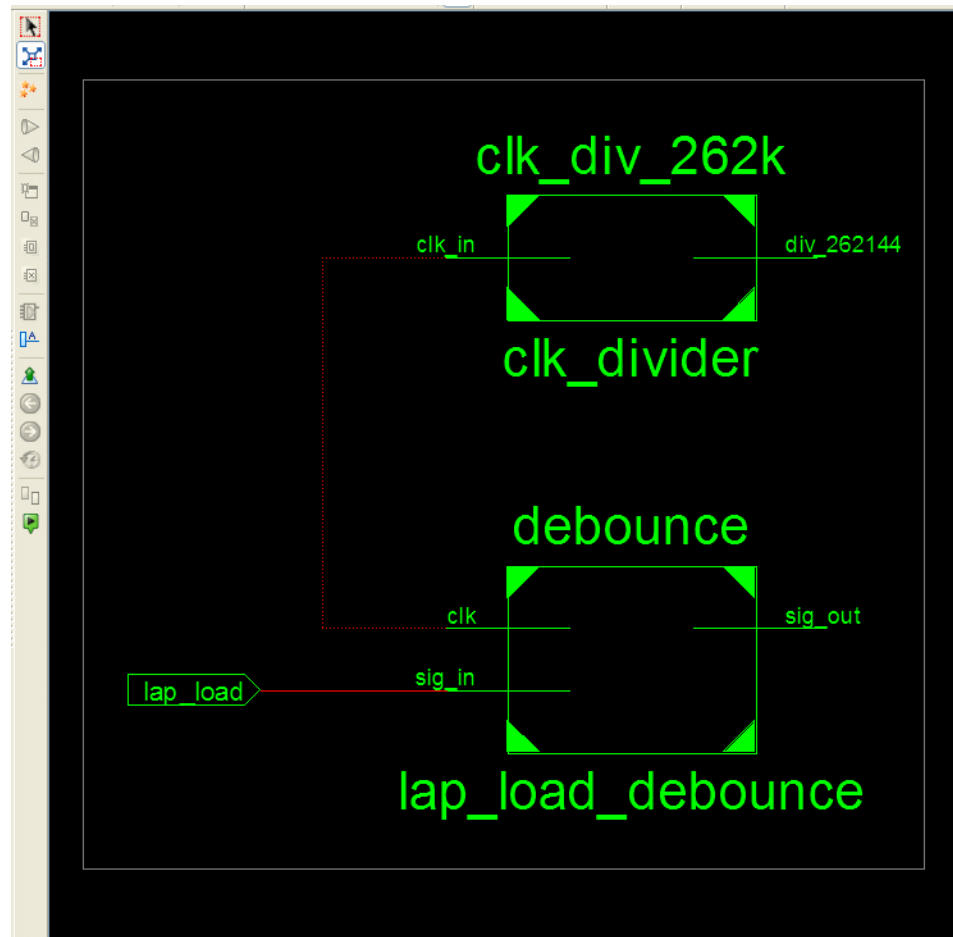 clk_div_262k
clk_in
div_262144
clk_divider
debounce
clk
sig_out
sig_in
lap_load
lap_load_debounce